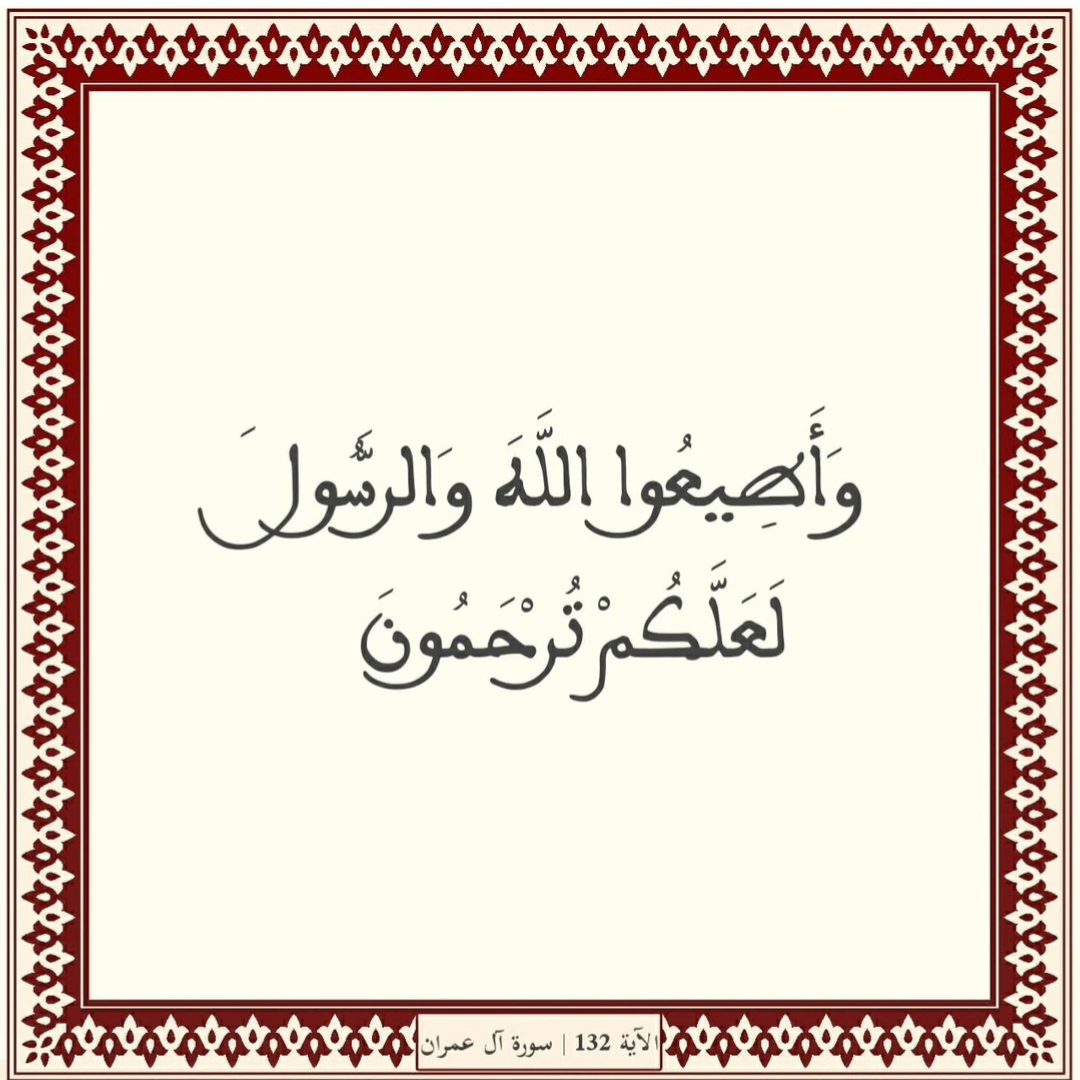 وَأَطِيعُوا اللَّهَ وَالرَّسُولَ
لَعَلَّكُمْ تُرْحَمُونَ
الآية 132 | سورة آل عمران